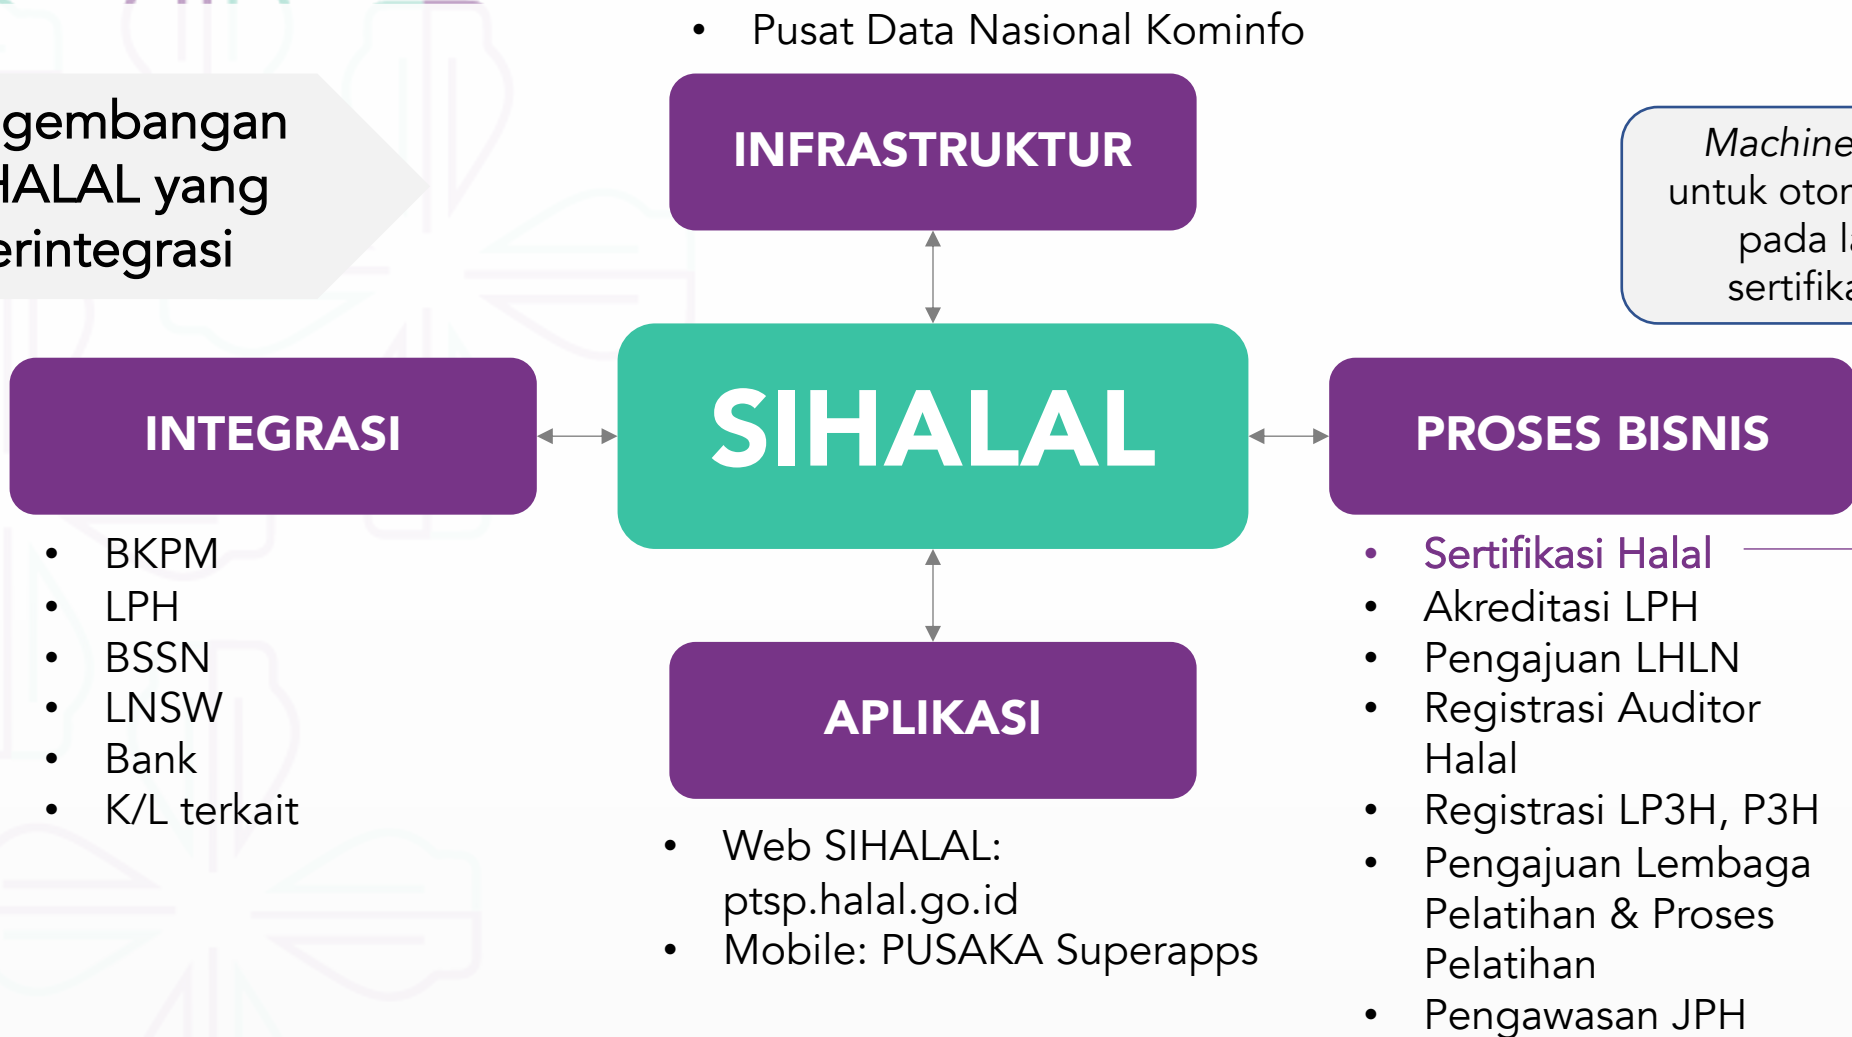 • Pusat Data Nasional Kominfo
gembangan
HALAL yang
erintegrasi
INFRASTRUKTUR
Machine
untuk
pada
INTEGRASI
SIHALAL
PROSES BISNIS
• BKPM
• LPH
• BSSN
• LNSW
• Bank
• K/L terkait
APLIKASI
• Web SIHALAL:
ptsp.halal.go.id
• Mobile: PUSAKA Superapps
• Sertifikasi Halal
• Akreditasi LPH
• Pengajuan LHLN
• Registrasi Auditor
Halal
• Registrasi LP3H, P3H
• Pengajuan Lembaga
Pelatihan & Proses
Pelatihan
• Pengawasan JPH